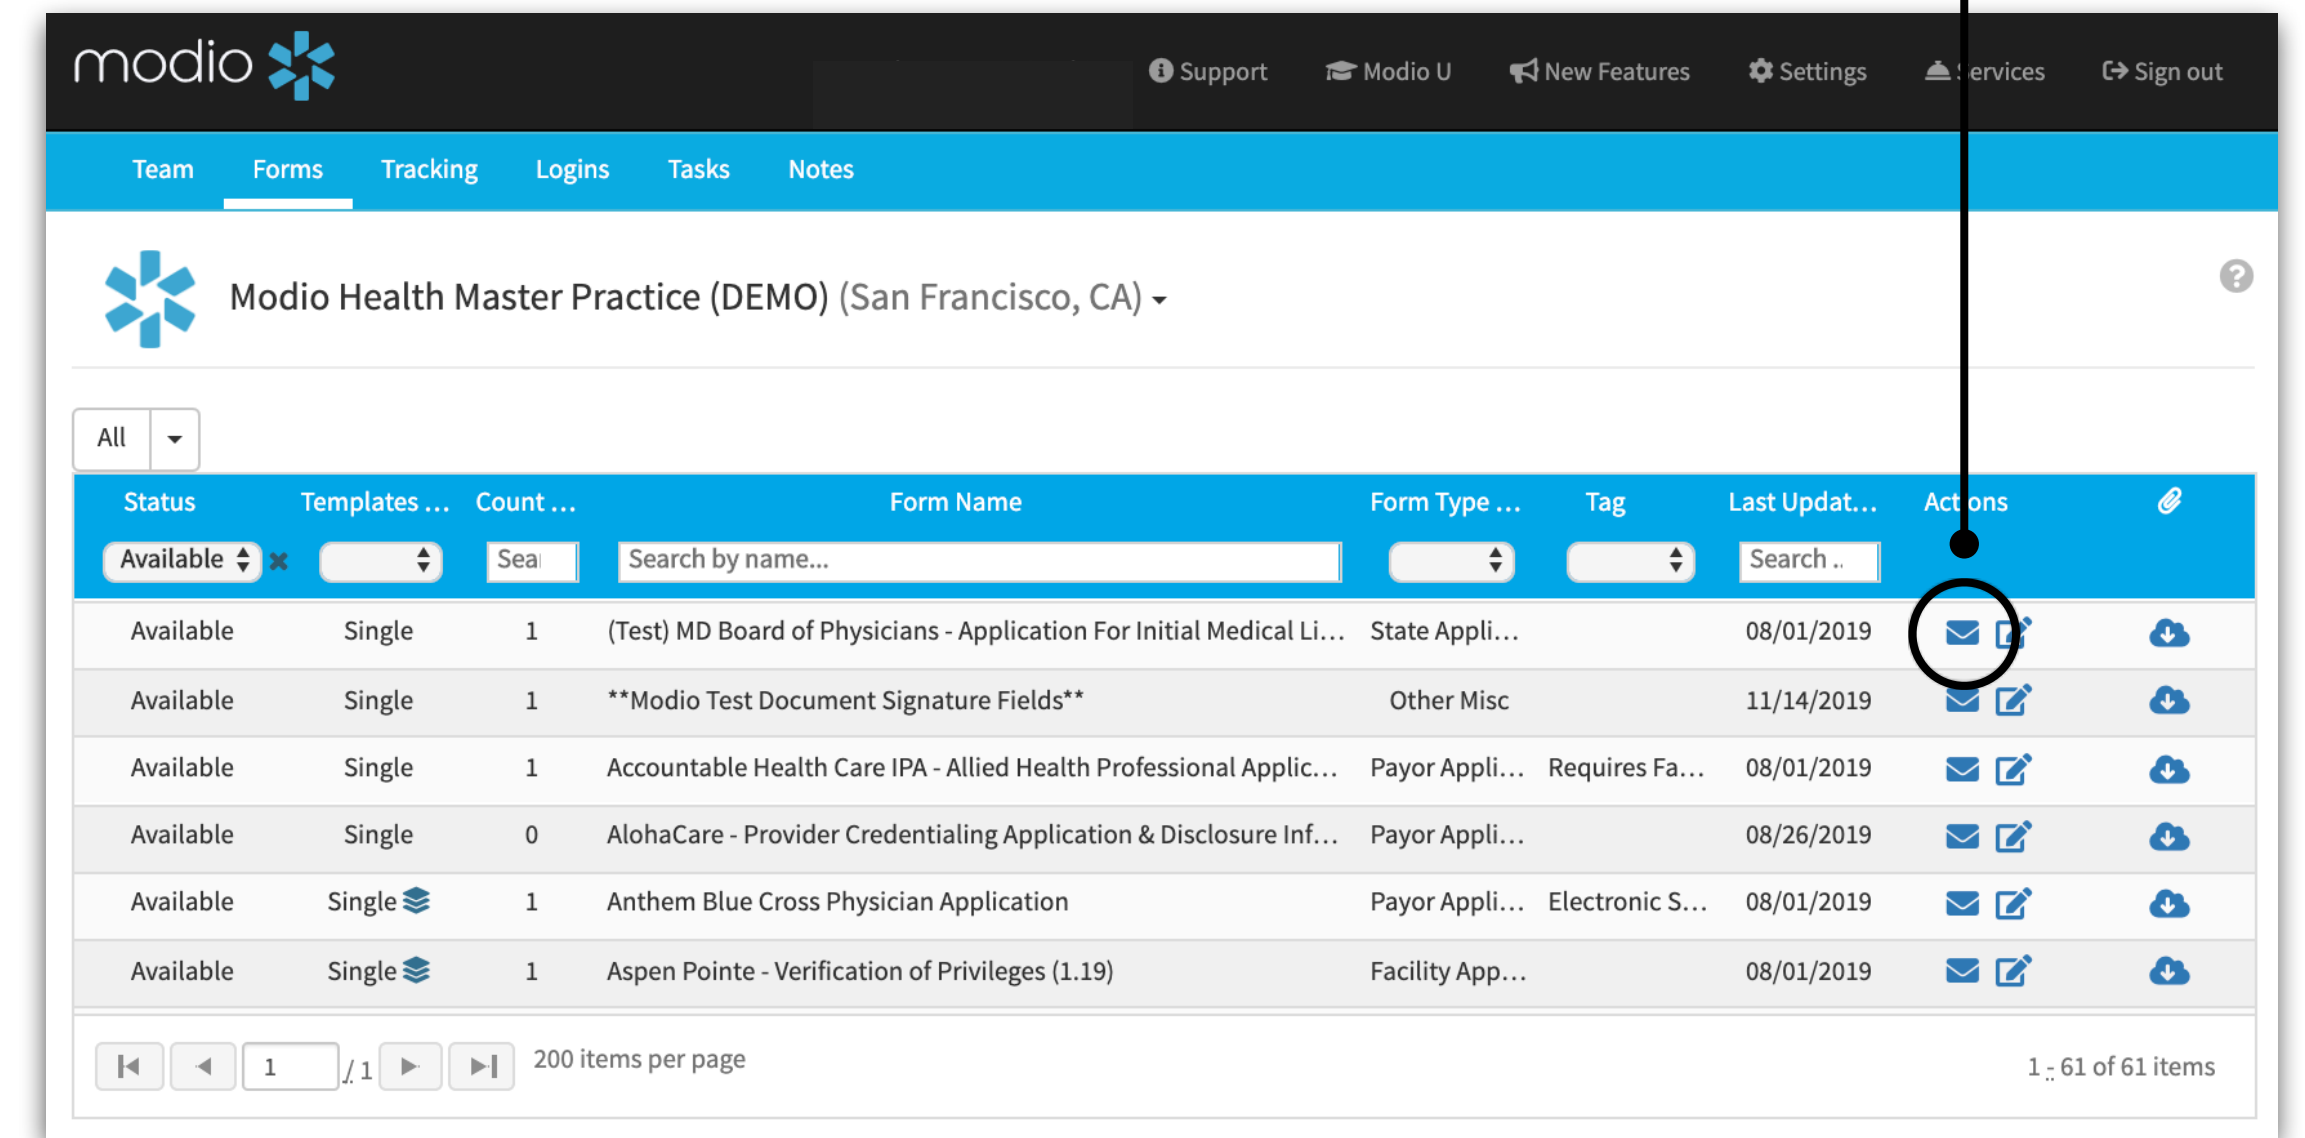 modio
Support Modio U New Features Settings Services Sign out
Team Forms Tracking Logins Tasks Notes
Modio Health Master Practice (DEMO) (San Francisco, CA)
All
Status Templates ... Count ... Form Name Form Type ... Tag Last Updat... Actions
Available Sea Search by name... Search ..
Available Single 1 (Test) MD Board of Physicians - Application For Initial Medical Li... State Appli... 08/01/2019
Available Single 1 **Modio Test Document Signature Fields** Other Misc 11/14/2019
Available Single 1 Accountable Health Care IPA - Allied Health Professional Applic... Payor Appli... Requires Fa... 08/01/2019
Available Single 0 AlohaCare - Provider Credentialing Application & Disclosure Inf... Payor Appli... 08/26/2019
Available Single 1 Anthem Blue Cross Physician Application Payor Appli... Electronic S... 08/01/2019
Available Single 1 Aspen Pointe - Verification of Privileges (1.19) Facility App... 08/01/2019
1 / 1 200 items per page 1 - 61 of 61 items